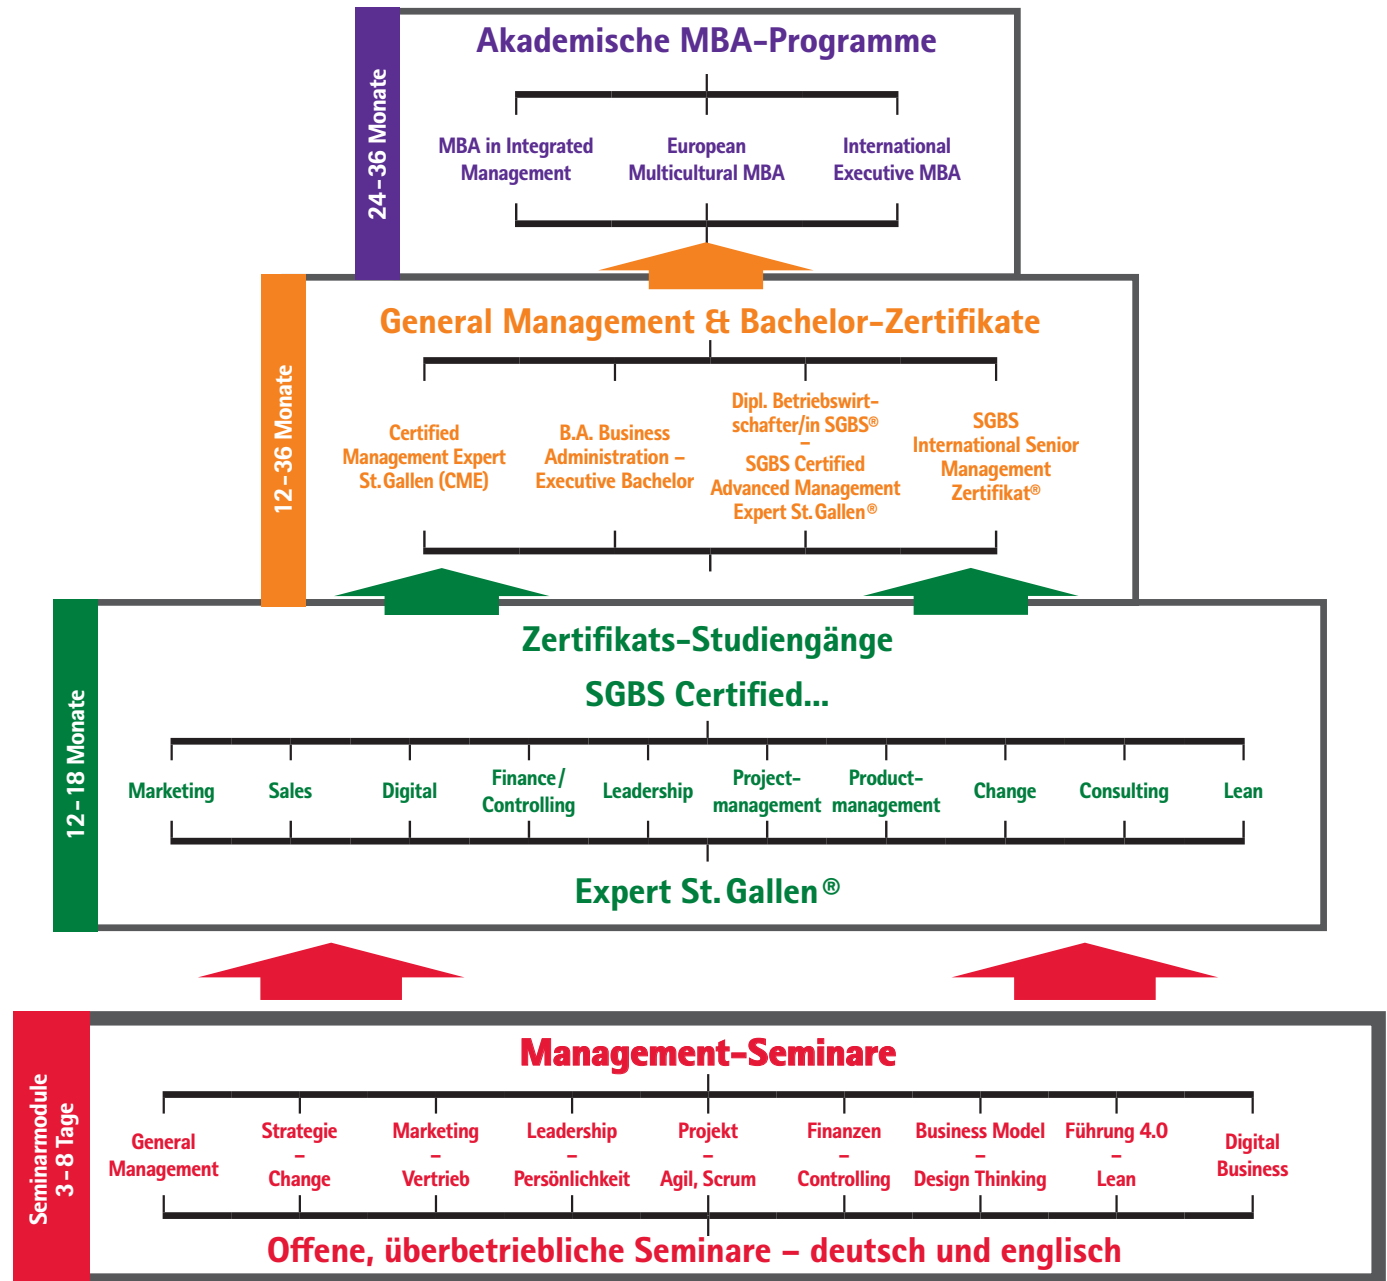 Akademische MBA-Programme
24–36 Monate
MBA in Integrated
Management
European
Multicultural MBA
International
Executive MBA
General Management & Bachelor-Zertifikate
12–36 Monate
Certified
Management Expert
St. Gallen (CME)
B.A. Business
Administration –
Executive Bachelor
Dipl. Betriebswirt-
schafter/in SGBS®
–
SGBS Certified
Advanced Management
Expert St. Gallen®
SGBS
International Senior
Management
Zertifikat®
Zertifikats-Studiengänge
SGBS Certified...
12–18 Monate
Marketing
Sales
Digital
Finance/
Controlling
Leadership
Project-
management
Product-
management
Change
Consulting
Lean
Expert St. Gallen®
Management-Seminare
Seminarmodule
3–8 Tage
General
Management
Strategie
–
Change
Marketing
–
Vertrieb
Leadership
–
Persönlichkeit
Projekt
–
Agil, Scrum
Finanzen
–
Controlling
Business Model
–
Design Thinking
Führung 4.0
–
Lean
Digital
Business
Offene, überbetriebliche Seminare – deutsch und englisch